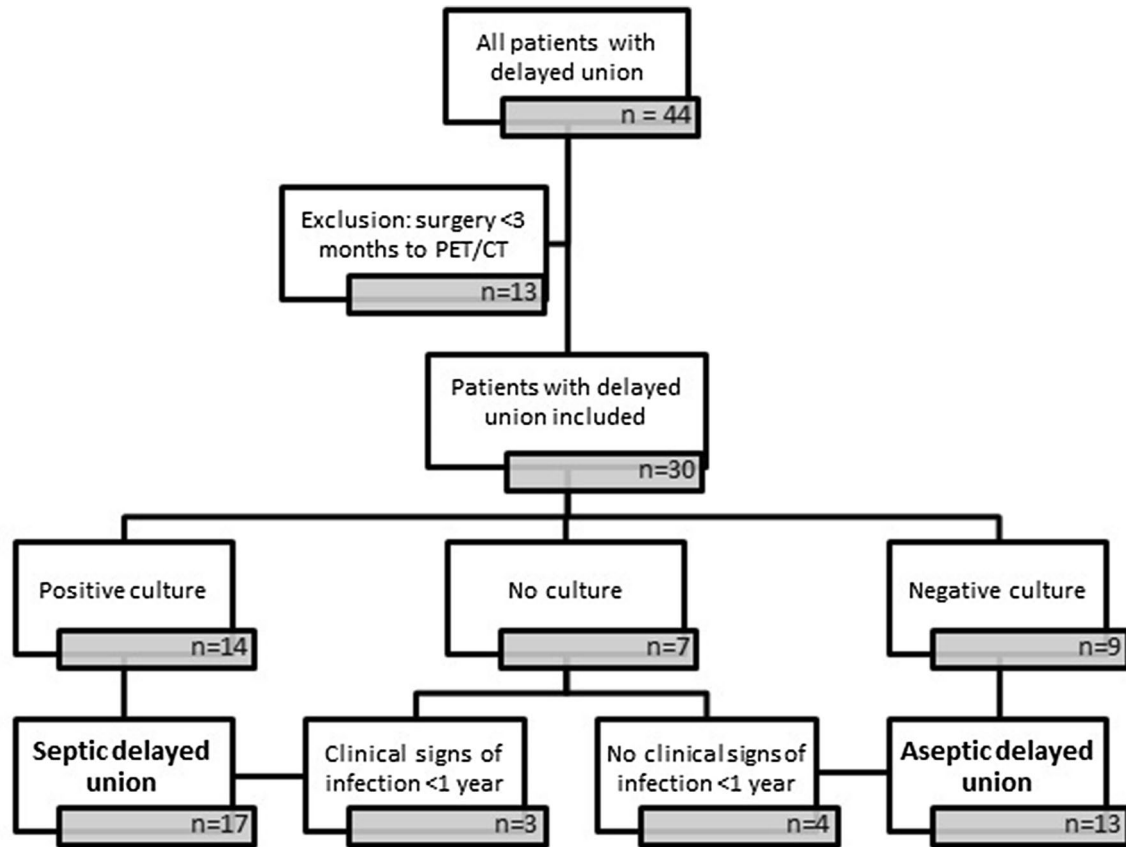 All patients with
delayed union
n = 44
Exclusion: surgery <3
months to PET/CT
n=13
Patients with delayed
union included
n=30
Positive culture
n=14
No culture
n=7
Negative culture
n=9
Septic delayed
union
n=17
Clinical signs of
infection <1 year
n=3
No clinical signs of
infection <1 year
n=4
Aseptic delayed
union
n=13